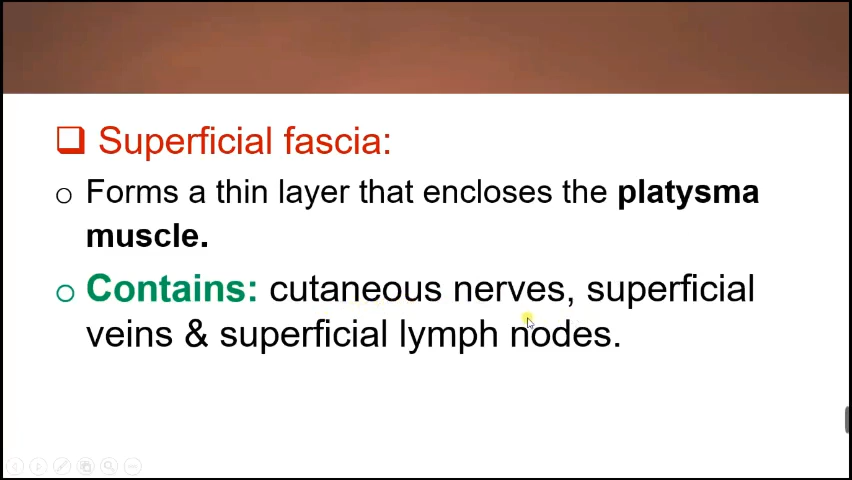 Superficial fascia:
Forms a thin layer that encloses the platysma
muscle.
Contains: cutaneous nerves, superficial
veins & superficial lymph nodes.